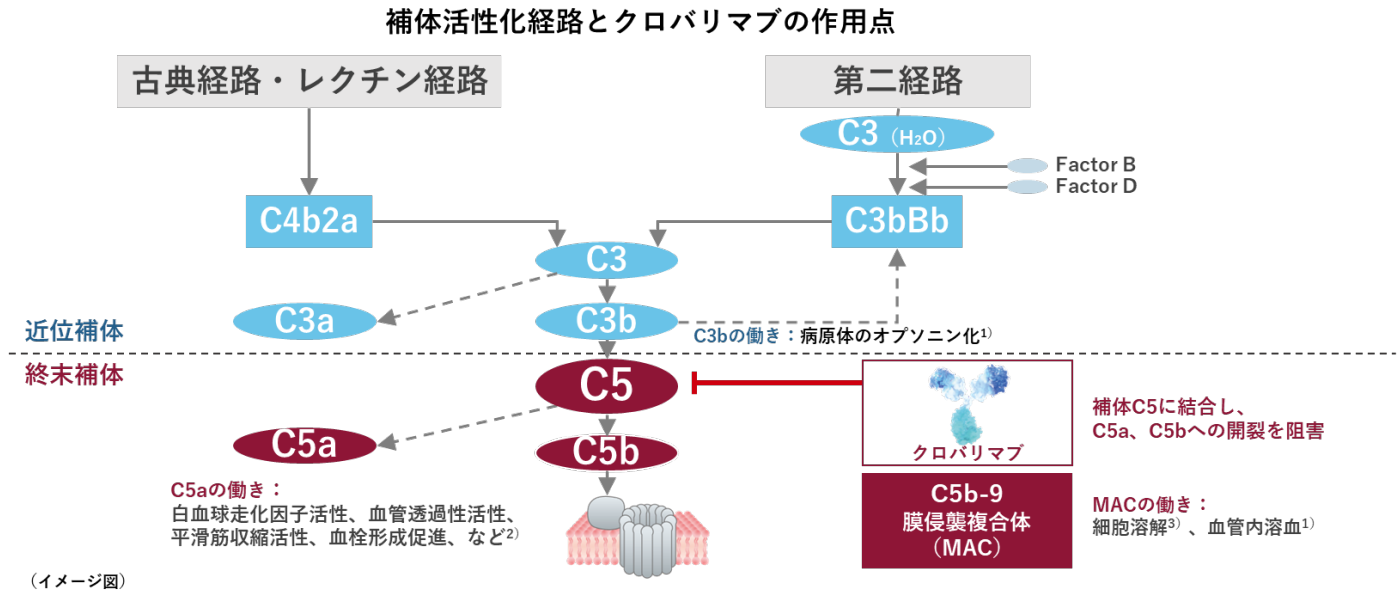 補体活性化経路とクロバリマブの作用点
古典経路・レクチン経路
第二経路
C3（H₂O）
Factor B
Factor D
C4b2a
C3bBb
C3
C3a
C3b
近位補体
C3bの働き：病原体のオプソニン化¹⁾
終末補体
C5
クロバリマブ
補体C5に結合し、
C5a、C5bへの開裂を阻害
C5a
C5b
C5aの働き：
白血球走化因子活性、血管透過性活性、
平滑筋収縮活性、血栓形成促進、など²⁾
C5b-9
膜侵襲複合体
（MAC）
MACの働き：
細胞溶解³⁾、血管内溶血¹⁾
（イメージ図）